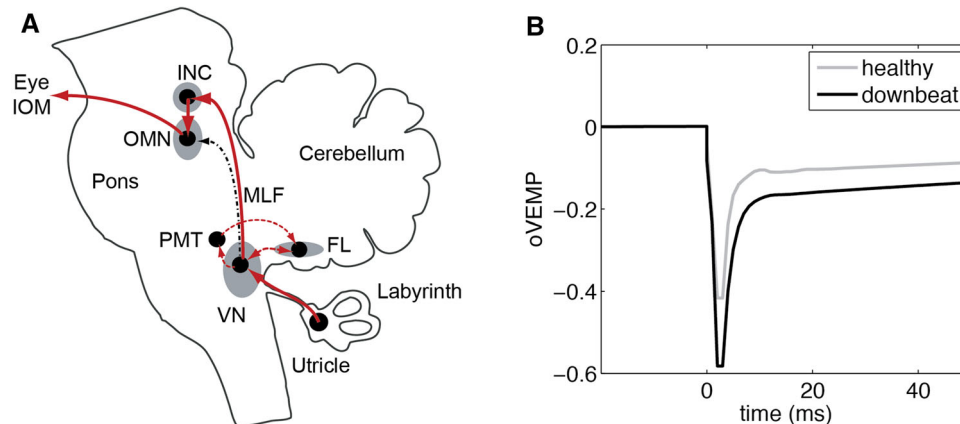 A
Eye
IOM
INC
OMN
Pons
Cerebellum
MLF
PMT
FL
VN
Labyrinth
Utricle
B
0.2
0
−0.2
−0.4
−0.6
oVEMP
healthy
downbeat
0
20
40
time (ms)